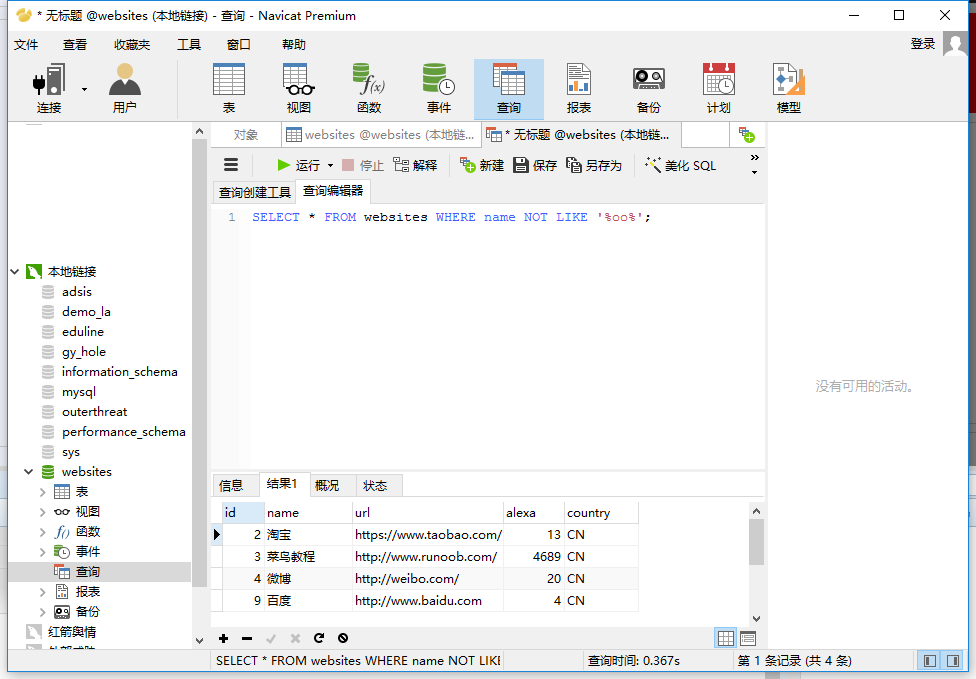 * 无标题 @websites (本地链接) - 查询 - Navicat Premium
文件 查看 收藏夹 工具 窗口 帮助 登录
连接 用户 表 视图 函数 事件 查询 报表 备份 计划 模型
对象 websites @websites (本地链... * 无标题 @websites (本地链...
运行 停止 解释 新建 保存 另存为 美化 SQL
查询创建工具 查询编辑器
1 SELECT * FROM websites WHERE name NOT LIKE '%oo%';
本地链接
adsis
demo_la
eduline
gy_hole
information_schema
mysql
outerthreat
performance_schema
sys
websites
表
视图
函数
事件
查询
报表
备份
红箭舆情
没有可用的活动。
信息 结果1 概况 状态
id name url alexa country
2 淘宝 https://www.taobao.com/ 13 CN
3 菜鸟教程 http://www.runoob.com/ 4689 CN
4 微博 http://weibo.com/ 20 CN
9 百度 http://www.baidu.com 4 CN
SELECT * FROM websites WHERE name NOT LIKE 查询时间: 0.367s 第 1 条记录 (共 4 条)